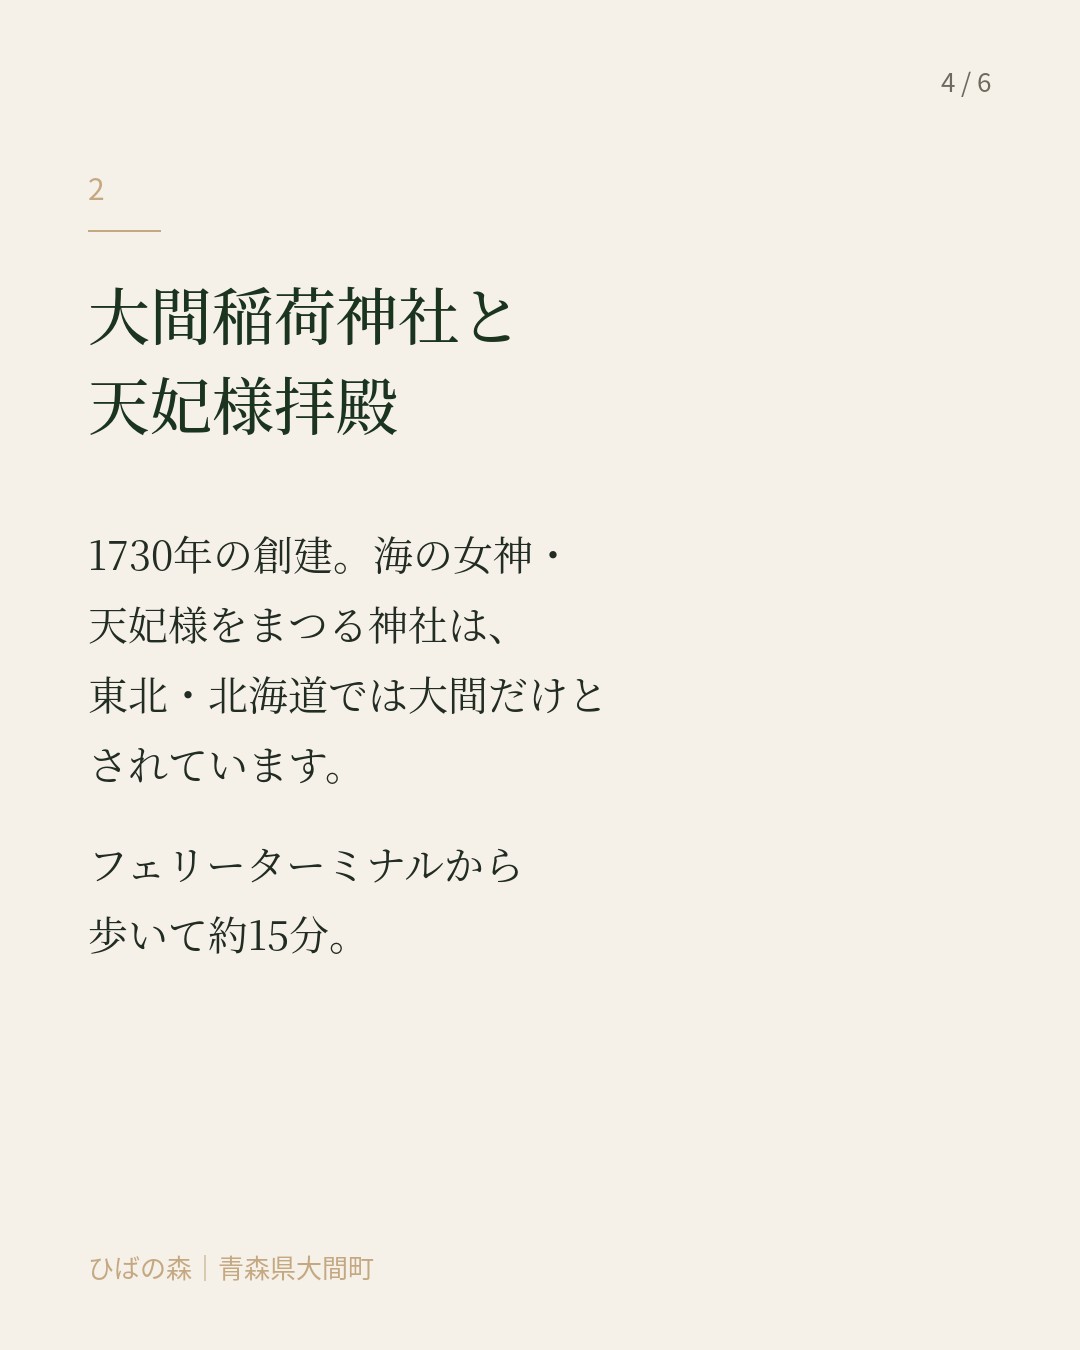 4 / 6
2
大間稲荷神社と
天妃様拝殿
1730年の創建。海の女神・
天妃様をまつる神社は、
東北・北海道では大間だけと
されています。
フェリーターミナルから
歩いて約15分。
ひばの森｜青森県大間町